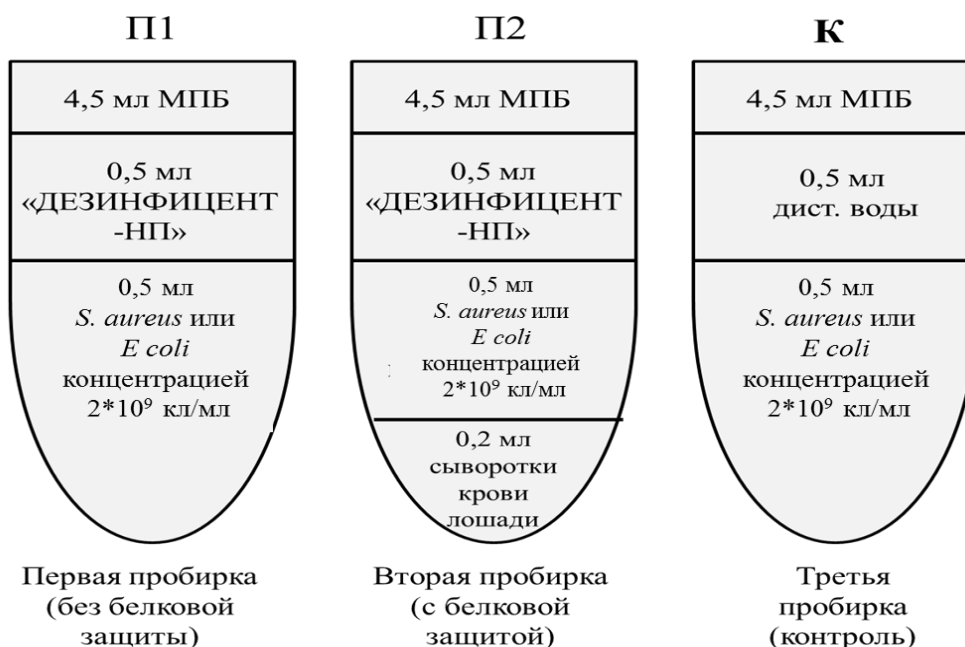 П1
4,5 мл МПБ
0,5 мл
«ДЕЗИНФИЦЕНТ
-НП»
0,5 мл
S. aureus или
E coli
концентрацией
2*10⁹ кл/мл
Первая пробирка
(без белковой
защиты)
П2
4,5 мл МПБ
0,5 мл
«ДЕЗИНФИЦЕНТ
-НП»
0,5 мл
S. aureus или
E coli
концентрацией
2*10⁹ кл/мл
0,2 мл
сыворотки
крови
лошади
Вторая пробирка
(с белковой
защитой)
К
4,5 мл МПБ
0,5 мл
дист. воды
0,5 мл
S. aureus или
E coli
концентрацией
2*10⁹ кл/мл
Третья
пробирка
(контроль)